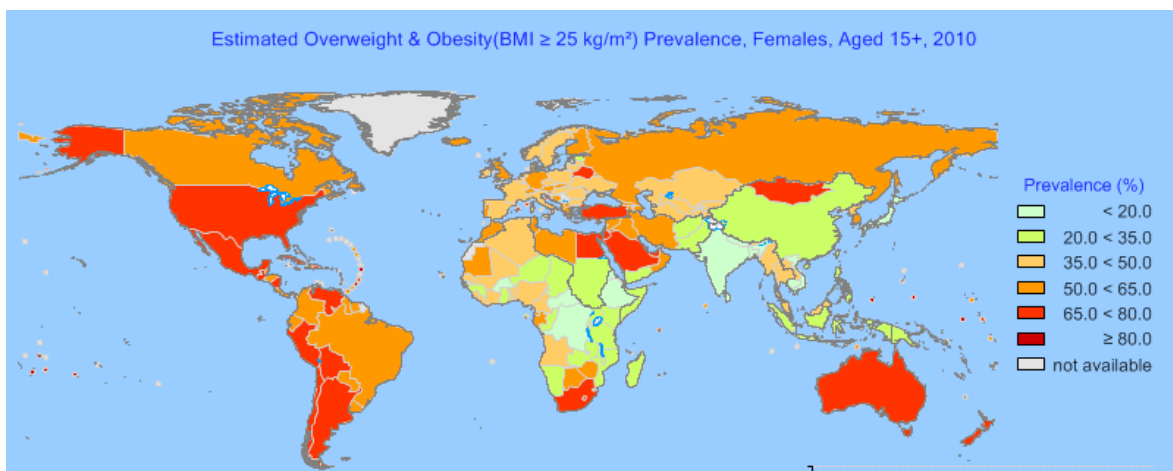 Estimated Overweight & Obesity(BMI ≥ 25 kg/m²) Prevalence, Females, Aged 15+, 2010
Prevalence (%)
< 20.0
20.0 < 35.0
35.0 < 50.0
50.0 < 65.0
65.0 < 80.0
≥ 80.0
not available